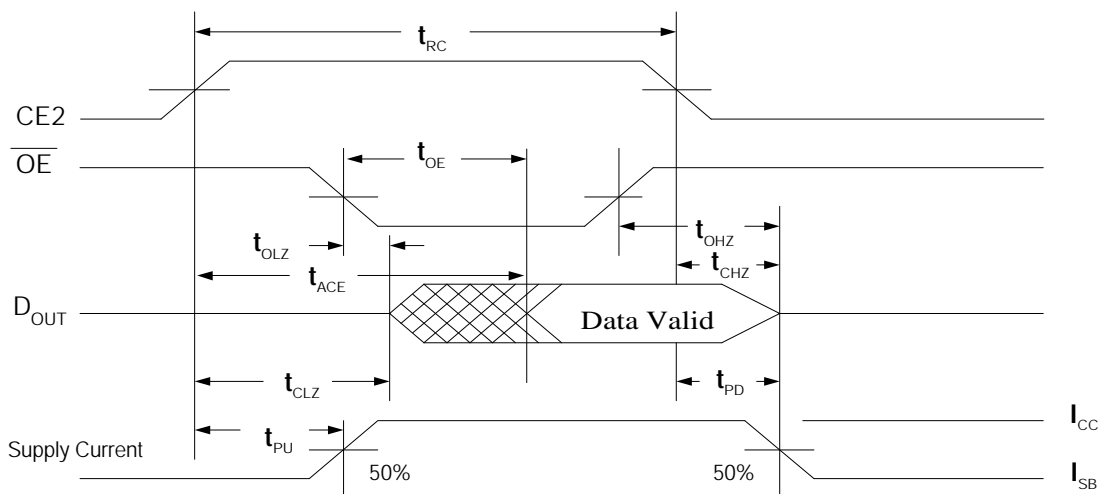 tRC
CE2
OE
tOE
tOHZ
tOLZ
tCHZ
tACE
DOUT
Data Valid
tCLZ
tPD
ICC
tPU
Supply Current
50%
50%
ISB